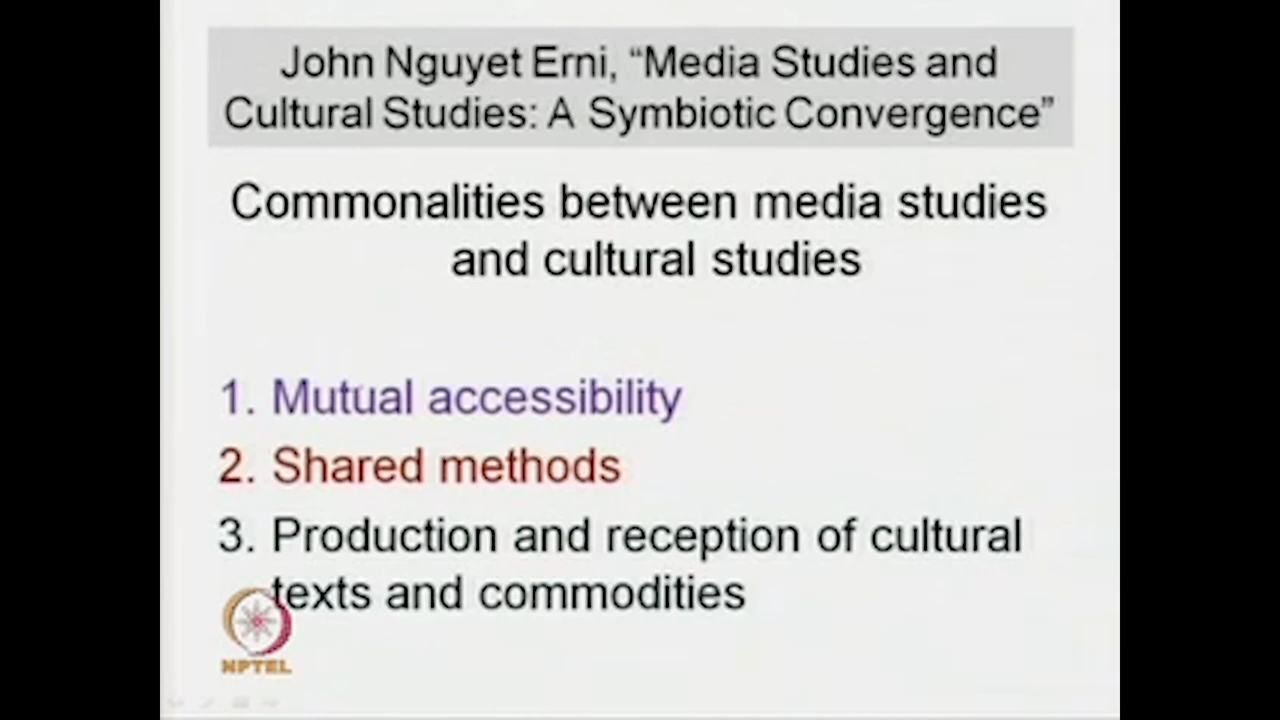 John Nguyet Erni, “Media Studies and
Cultural Studies: A Symbiotic Convergence”
Commonalities between media studies
and cultural studies
1. Mutual accessibility
2. Shared methods
3. Production and reception of cultural
texts and commodities
NPTEL